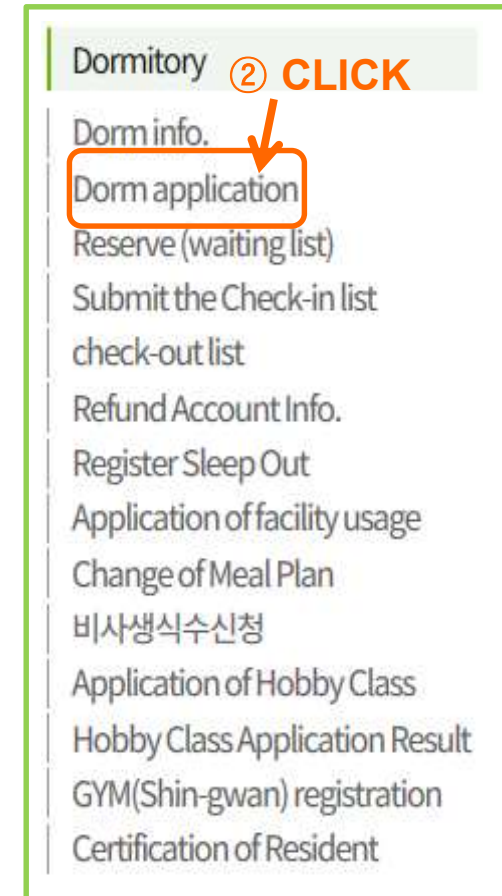 Dormitory
② CLICK
Dorm info.
Dorm application
Reserve (waiting list)
Submit the Check-in list
check-out list
Refund Account Info.
Register Sleep Out
Application of facility usage
Change of Meal Plan
비사생식수신청
Application of Hobby Class
Hobby Class Application Result
GYM(Shin-gwan) registration
Certification of Resident